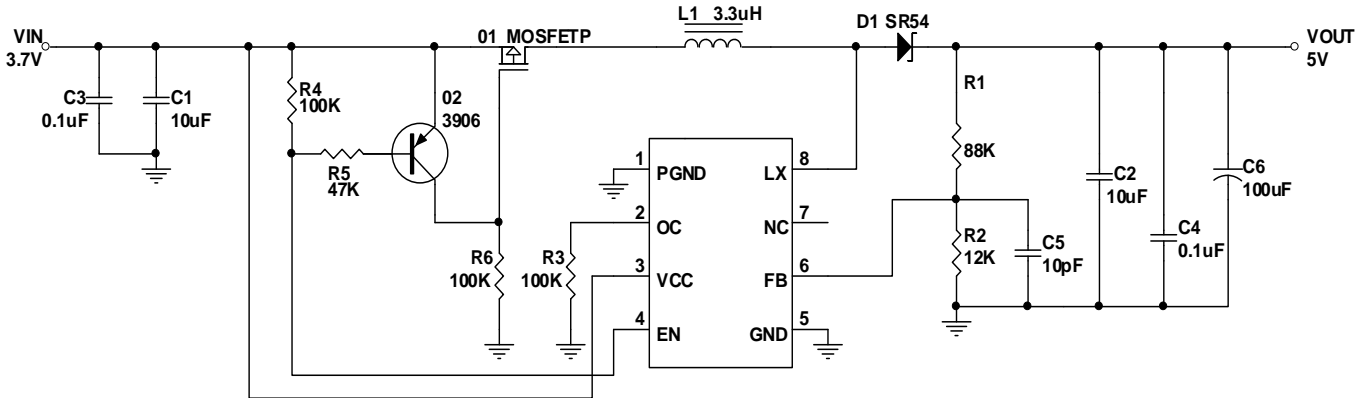 L1 3.3uH
D1 SR54
VIN
3.7V
01 MOSFETP
VOUT
5V
C3
0.1uF
C1
10uF
R4
100K
02
3906
R5
47K
R1
88K
1
PGND
LX
8
2
OC
NC
7
3
VCC
FB
6
4
EN
GND
5
R6
100K
R3
100K
R2
12K
C5
10pF
C2
10uF
C4
0.1uF
C6
100uF